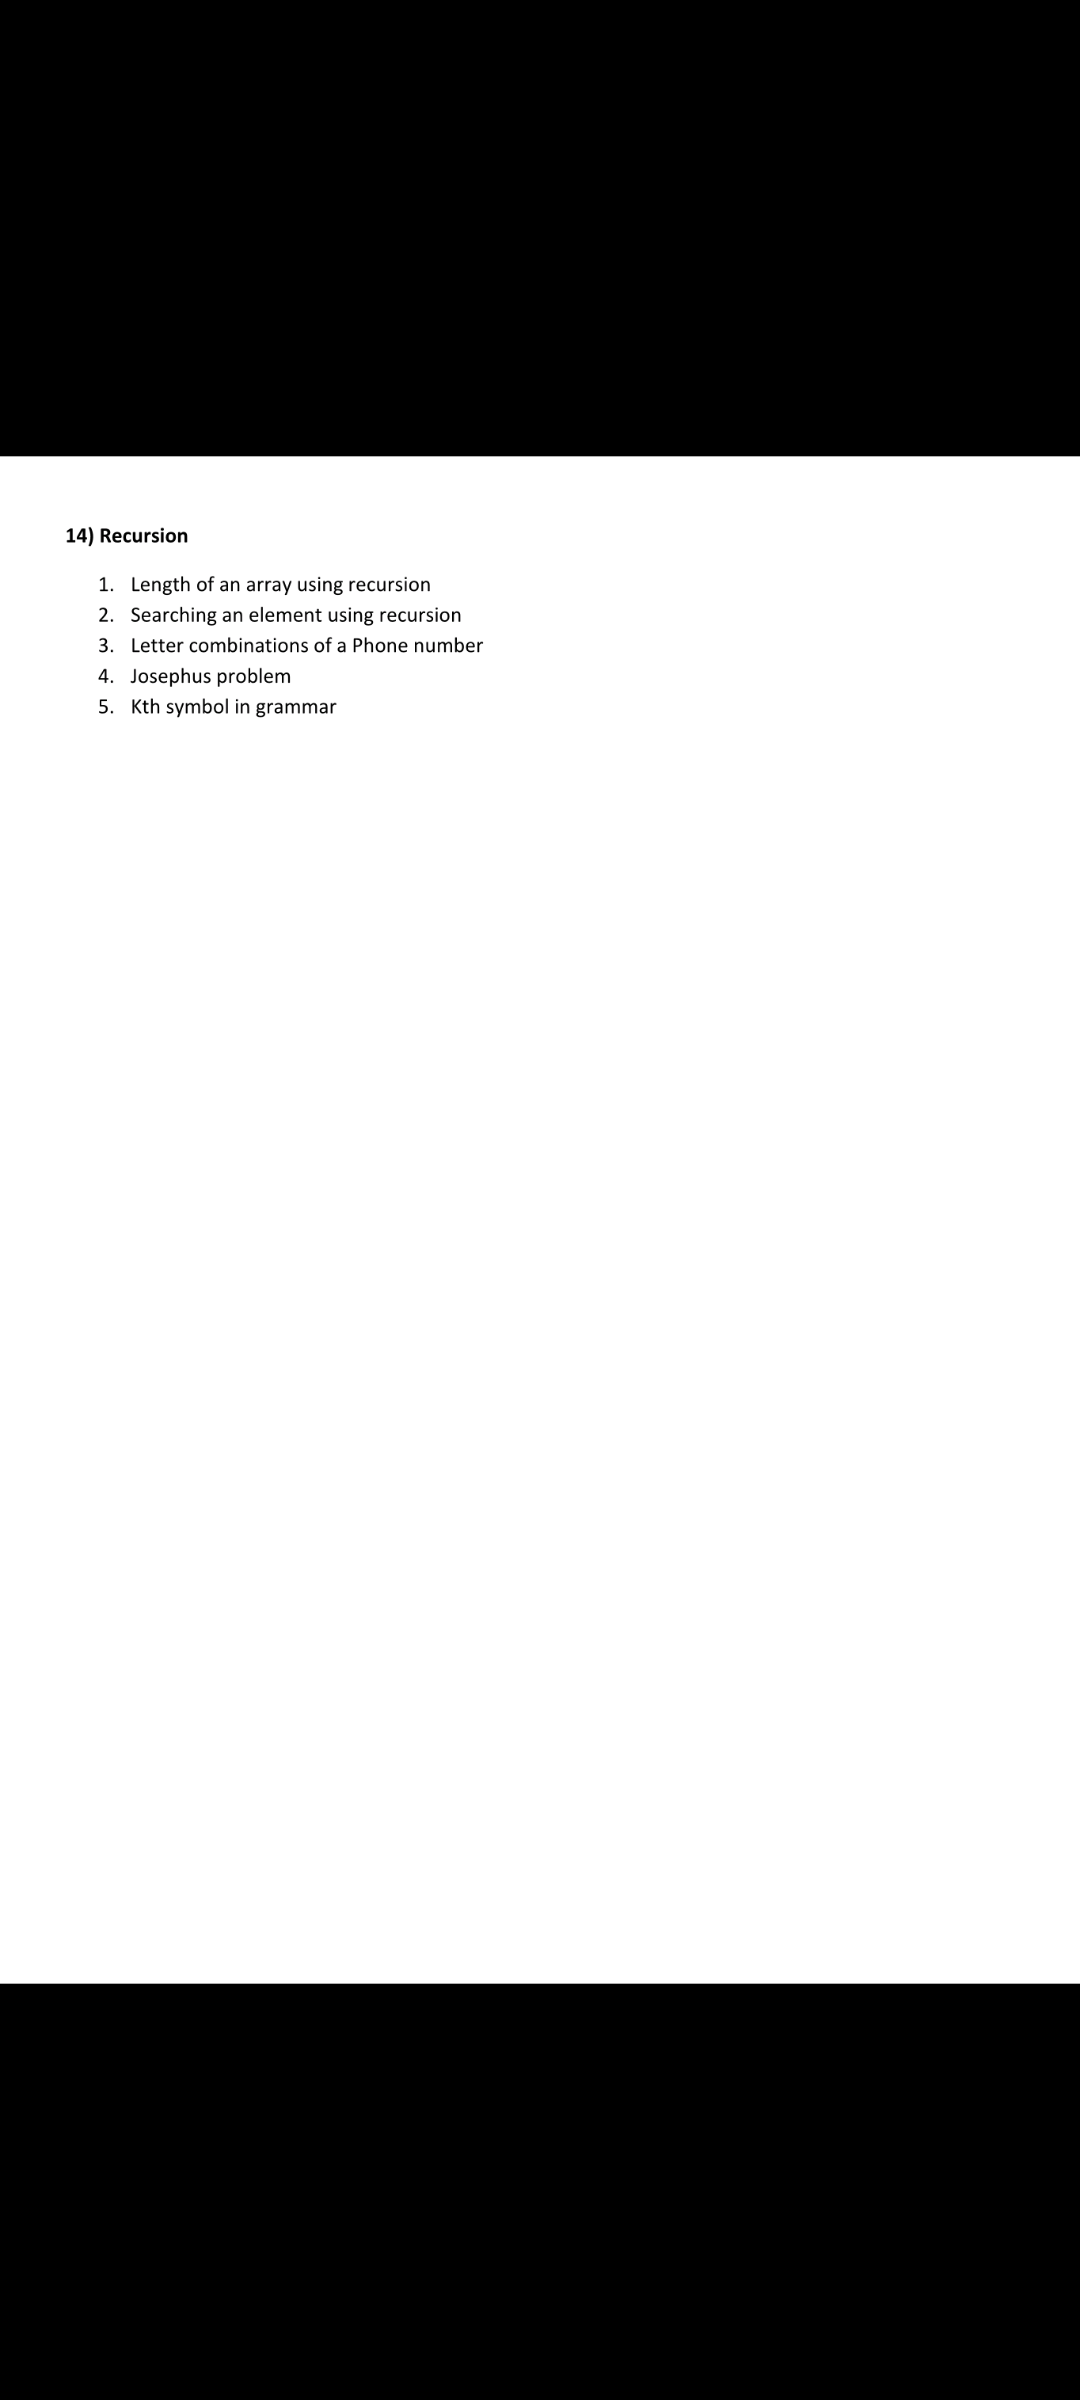 14) Recursion
1. Length of an array using recursion
2. Searching an element using recursion
3. Letter combinations of a Phone number
4. Josephus problem
5. Kth symbol in grammar